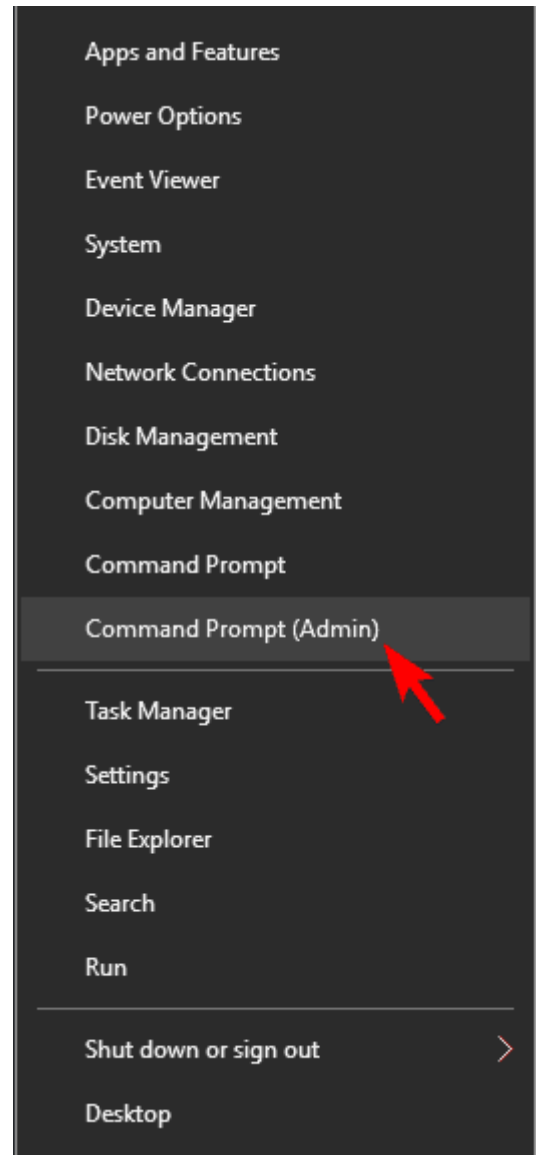 Apps and Features
Power Options
Event Viewer
System
Device Manager
Network Connections
Disk Management
Computer Management
Command Prompt
Command Prompt (Admin)
Task Manager
Settings
File Explorer
Search
Run
Shut down or sign out
Desktop